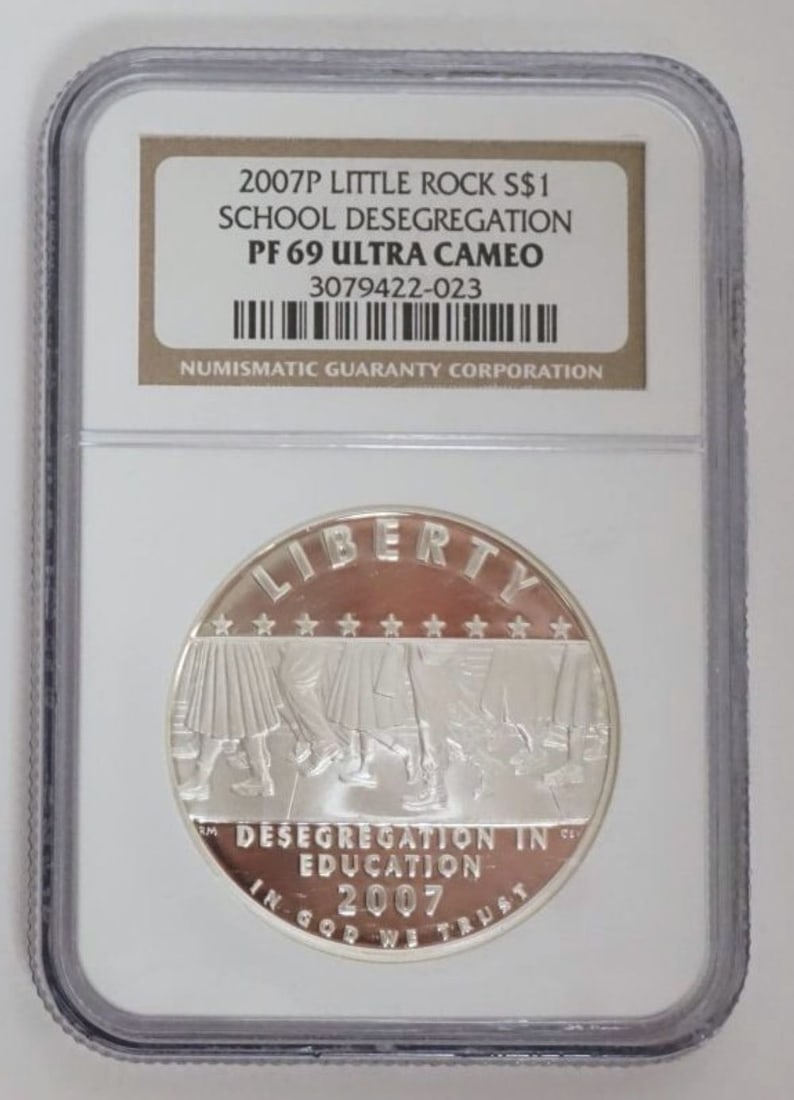 2007P LITTLE ROCK S$1
SCHOOL DESEGREGATION
PF 69 ULTRA CAMEO
3079422-023
NUMISMATIC GUARANTY CORPORATION
LIBERTY
RM
DESEGREGATION IN
EDUCATION
2007
IN GOD WE TRUST